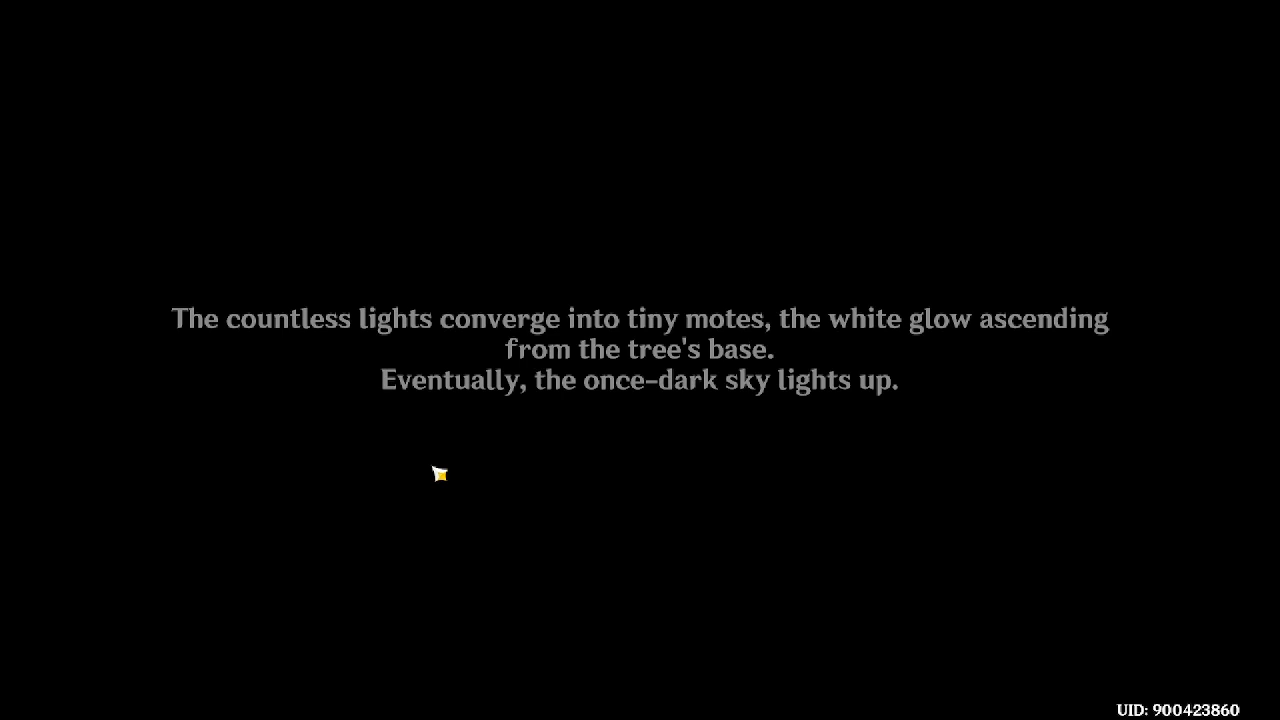 The countless lights converge into tiny motes, the white glow ascending
from the tree's base.
Eventually, the once-dark sky lights up.
UID: 900423860